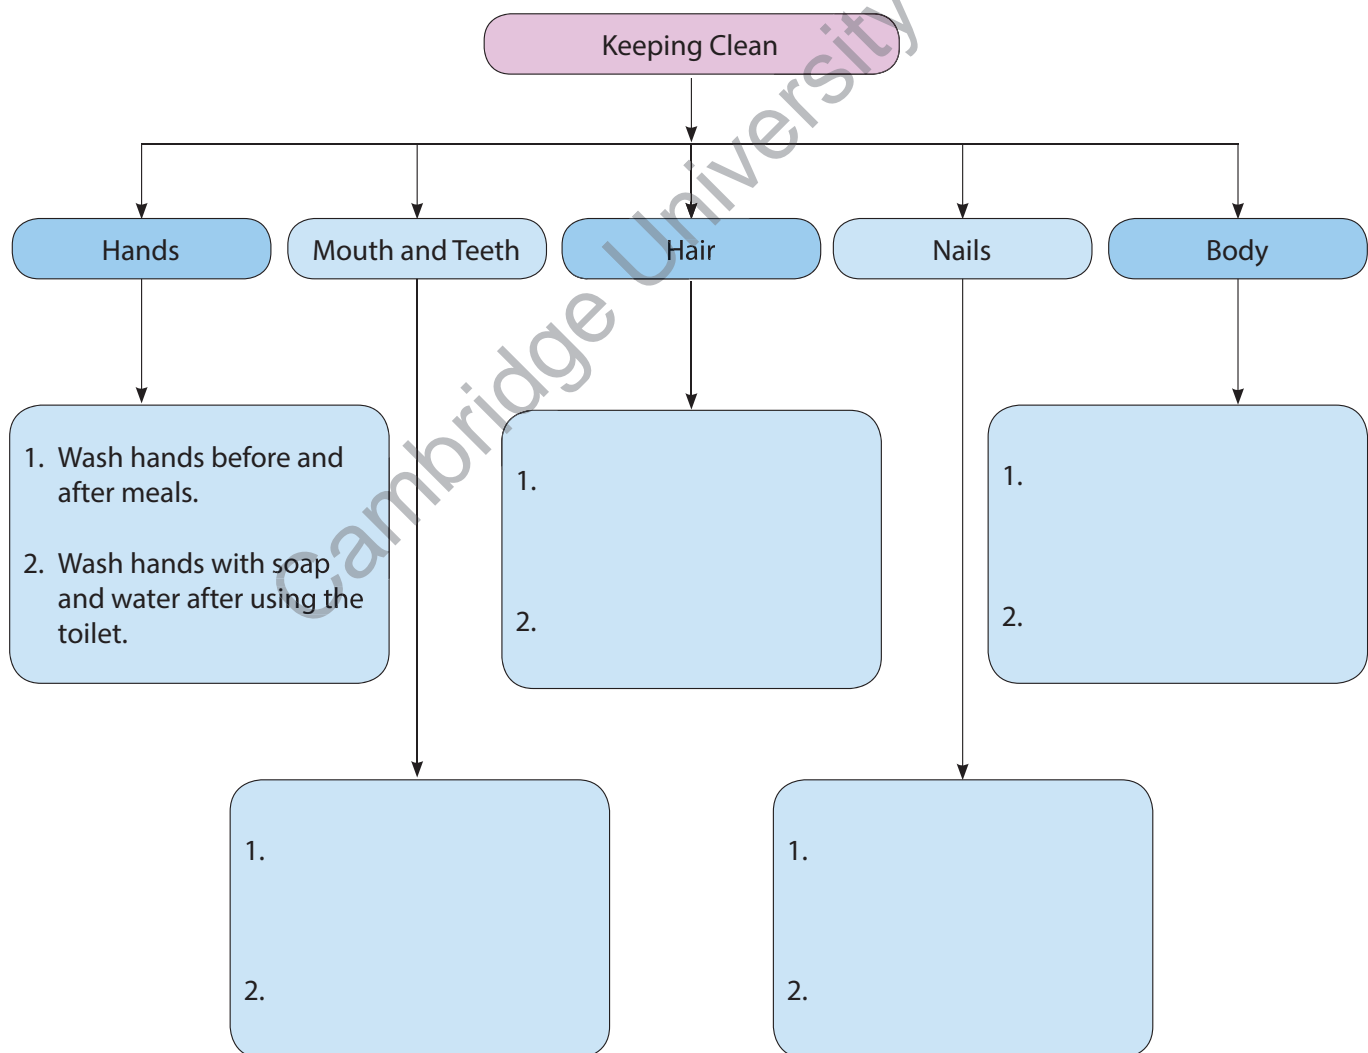 Keeping Clean
Hands
Mouth and Teeth
Hair
Nails
Body
1. Wash hands before and
after meals.
2. Wash hands with soap
and water after using the
toilet.
1.
2.
1.
2.
1.
2.
1.
2.
Cambridge University